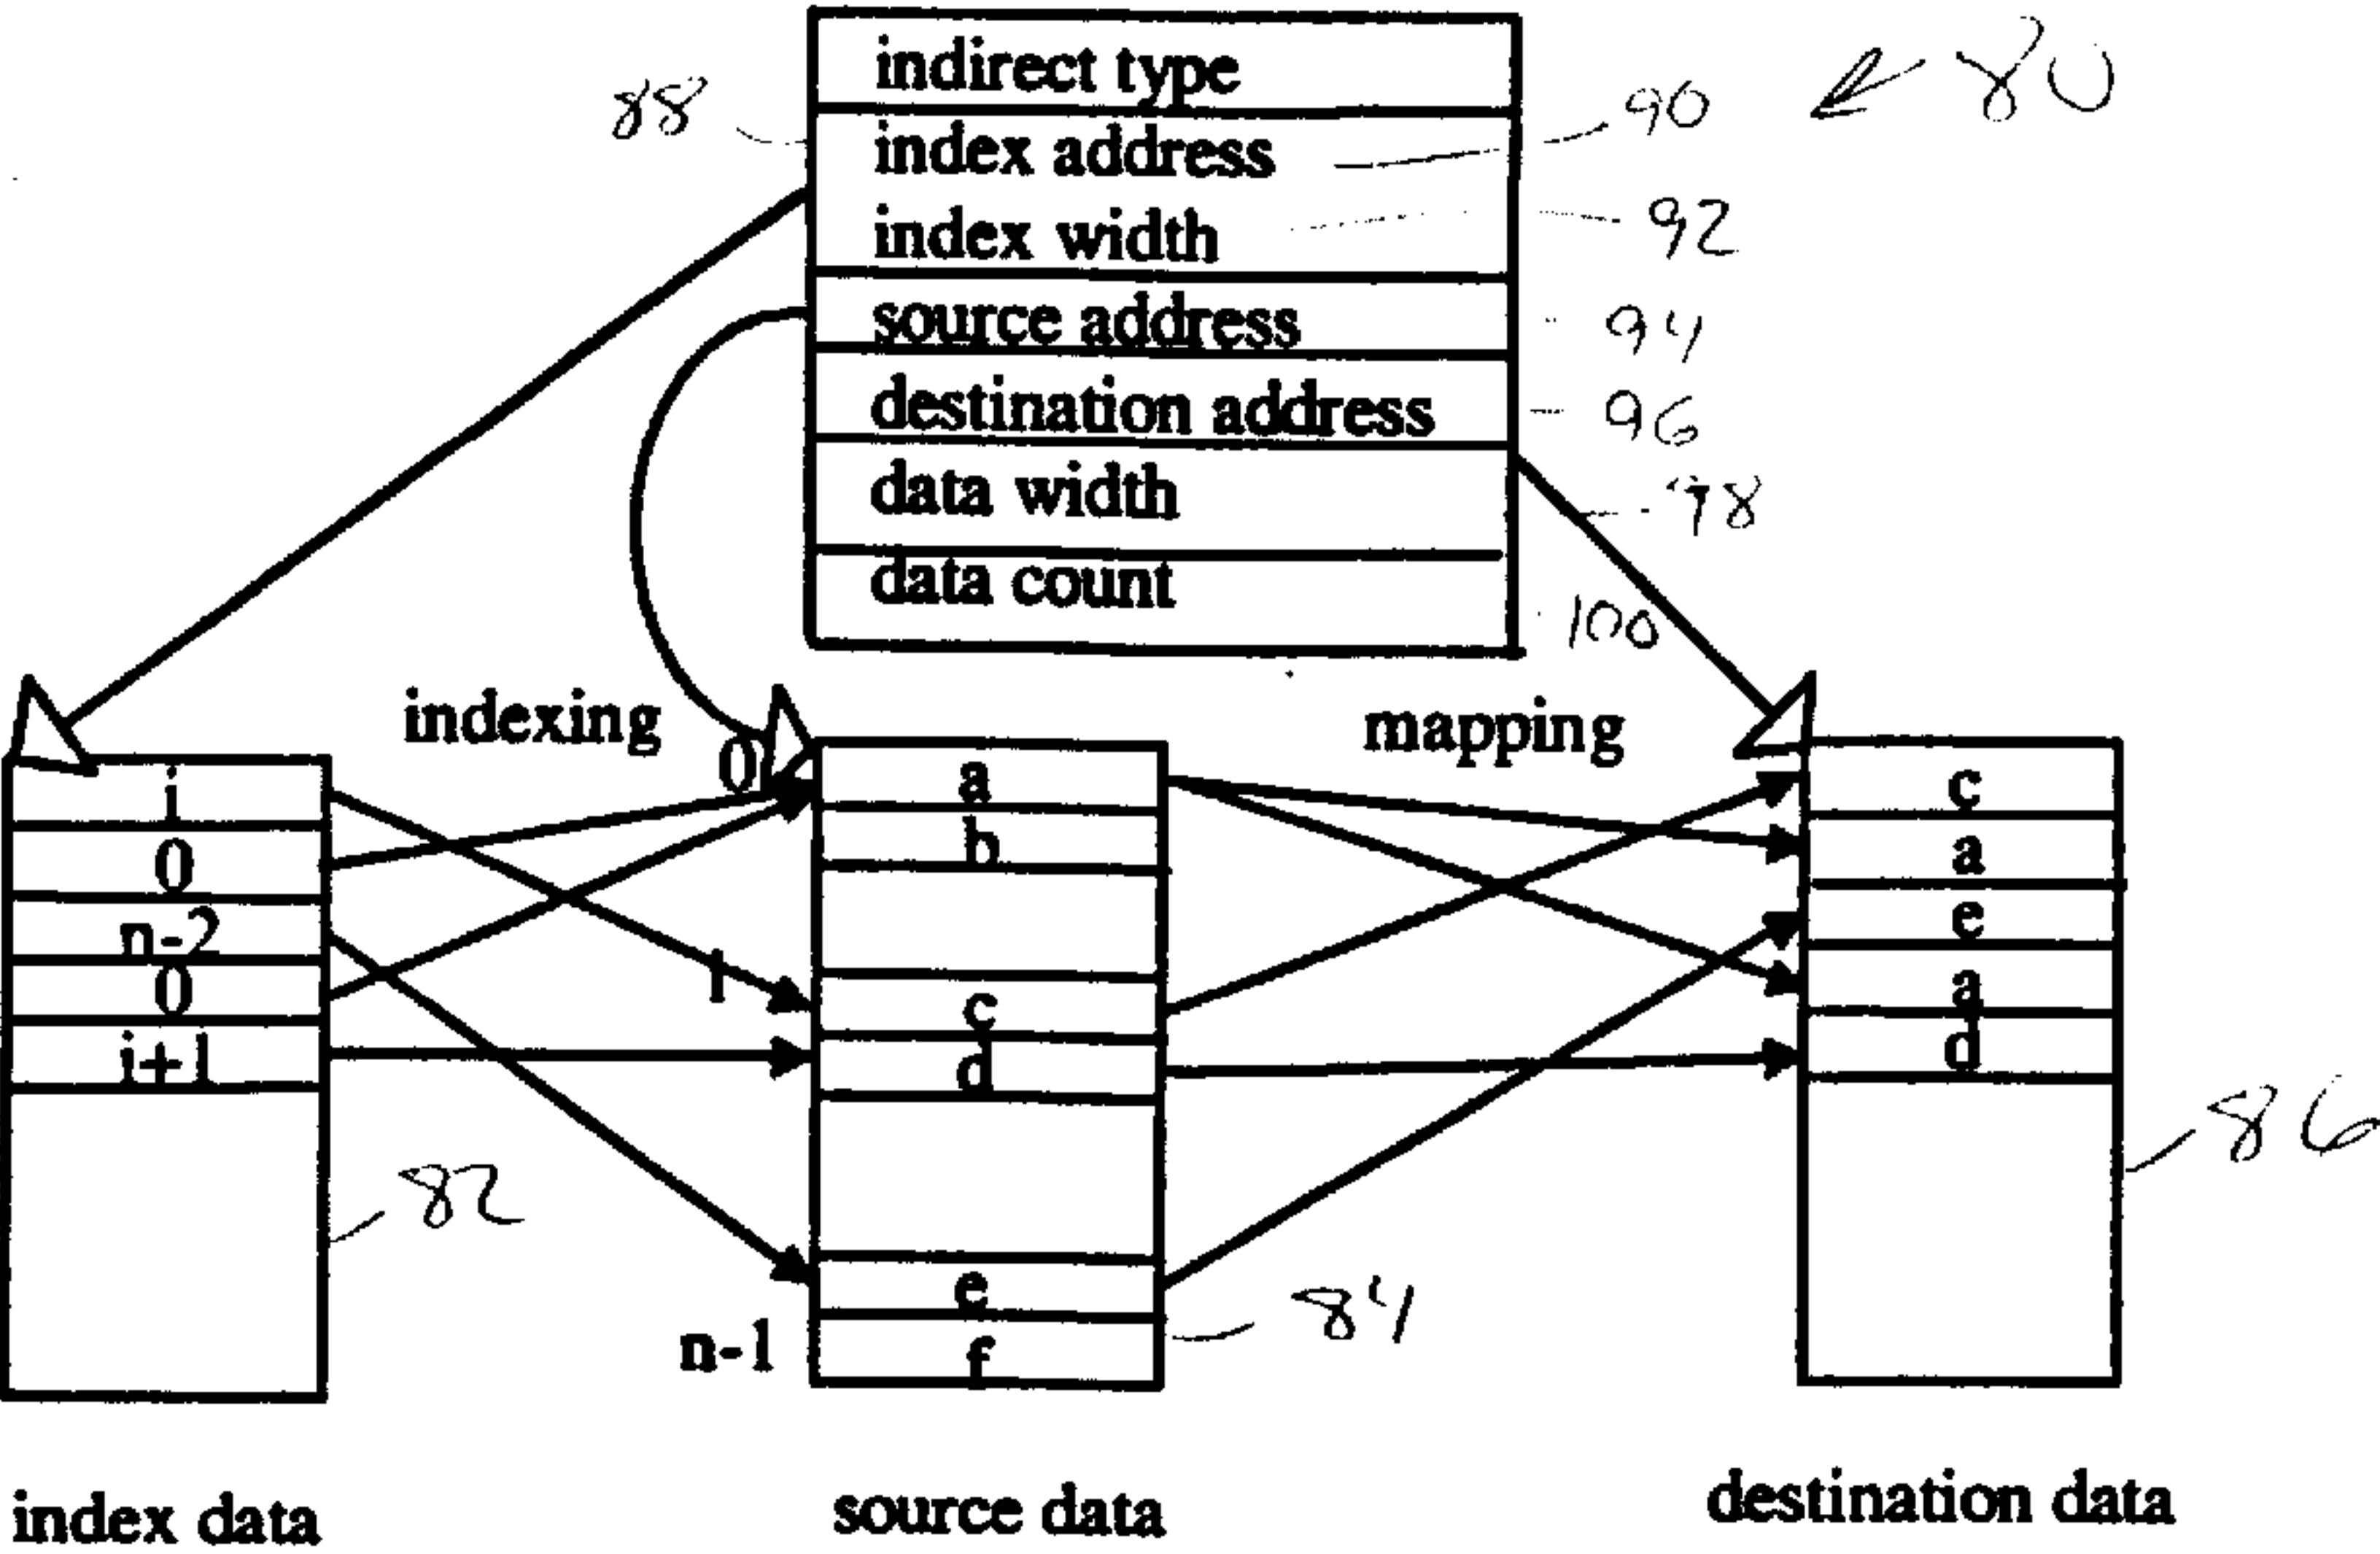 indirect type
80
88
index address
90
index width
92
source address
94
destination address
96
data width
98
data count
100
indexing
mapping
0
i
0
n-2
0
i+1
82
i
n-1
a
b
c
d
e
f
84
c
a
e
a
d
86
index data
source data
destination data